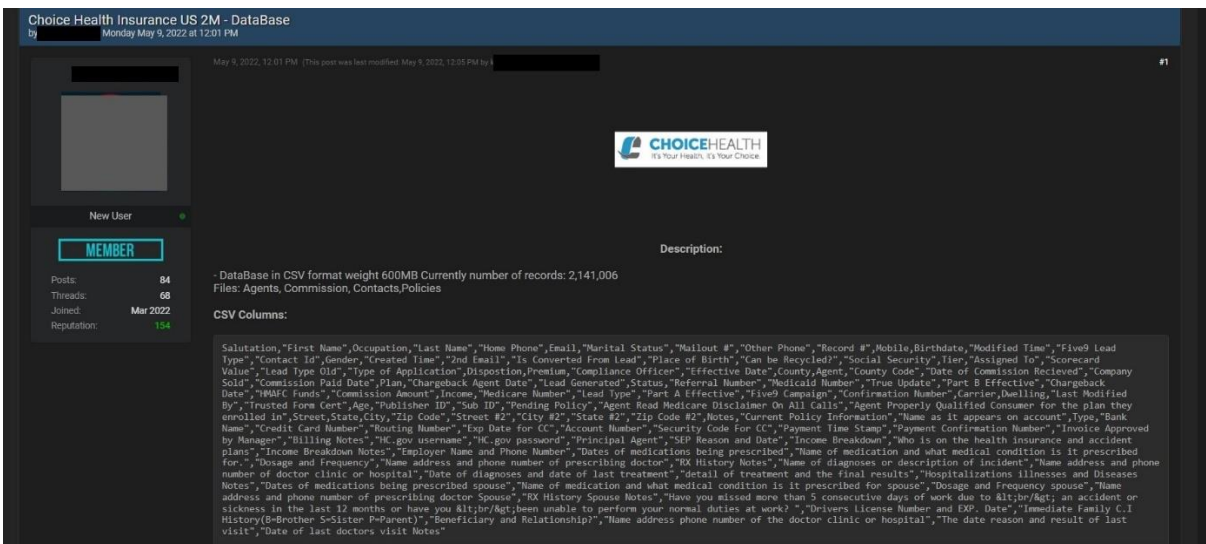 Choice Health Insurance US 2M - DataBase
by Monday May 9, 2022 at 12:01 PM
May 9, 2022, 12:01 PM (This post was last modified: May 9, 2022, 12:05 PM by
#1
CHOICEHEALTH
It's Your Health, It's Your Choice.
New User
MEMBER
Posts: 84
Threads: 68
Joined: Mar 2022
Reputation: 154
Description:
- DataBase in CSV format weight 600MB Currently number of records: 2,141,006
Files: Agents, Commission, Contacts,Policies
CSV Columns:
Salutation,"First Name",Occupation,"Last Name","Home Phone",Email,"Marital Status","Mailout #","Other Phone","Record #",Mobile,Birthdate,"Modified Time","Five9 Lead
Type","Contact Id",Gender,"Created Time","2nd Email","Is Converted From Lead","Place of Birth","Can be Recycled?","Social Security",Tier,"Assigned To","Scorecard
Value","Lead Type Old","Type of Application",Dispostion,Premium,"Compliance Officer","Effective Date",County,Agent,"County Code","Date of Commission Recieved","Company
Sold","Commission Paid Date",Plan,"Chargeback Agent Date","Lead Generated",Status,"Referral Number","Medicaid Number","True Update","Part B Effective","Chargeback
Date","HMAFC Funds","Commission Amount",Income,"Medicare Number","Lead Type","Part A Effective","Five9 Campaign","Confirmation Number",Carrier,Dwelling,"Last Modified
By","Trusted Form Cert",Age,"Publisher ID","Sub ID","Pending Policy","Agent Read Medicare Disclaimer On All Calls","Agent Properly Qualified Consumer for the plan they
enrolled in",Street,State,City,"Zip Code","Street #2","City #2","State #2","Zip Code #2",Notes,"Current Policy Information","Name as it appears on account",Type,"Bank
Name","Credit Card Number","Routing Number","Exp Date for CC","Account Number","Security Code For CC","Payment Time Stamp","Payment Confirmation Number","Invoice Approved
by Manager","Billing Notes","HC.gov username","HC.gov password","Principal Agent","SEP Reason and Date","Income Breakdown","Who is on the health insurance and accident
plans","Income Breakdown Notes","Employer Name and Phone Number","Dates of medications being prescribed","Name of medication and what medical condition is it prescribed
for.","Dosage and Frequency","Name address and phone number of prescribing doctor","RX History Notes","Name of diagnoses or description of incident","Name address and phone
number of doctor clinic or hospital","Date of diagnoses and date of last treatment","detail of treatment and the final results","Hospitalizations illnesses and Diseases
Notes","Dates of medications being prescribed spouse","Name of medication and what medical condition is it prescribed for spouse","Dosage and Frequency spouse","Name
address and phone number of prescribing doctor Spouse","RX History Spouse Notes","Have you missed more than 5 consecutive days of work due to &lt;br/&gt; an accident or
sickness in the last 12 months or have you &lt;br/&gt;been unable to perform your normal duties at work? ","Drivers License Number and EXP. Date","Immediate Family C.I
History(B=Brother S=Sister P=Parent)","Beneficiary and Relationship?","Name address phone number of the doctor clinic or hospital","The date reason and result of last
visit","Date of last doctors visit Notes"